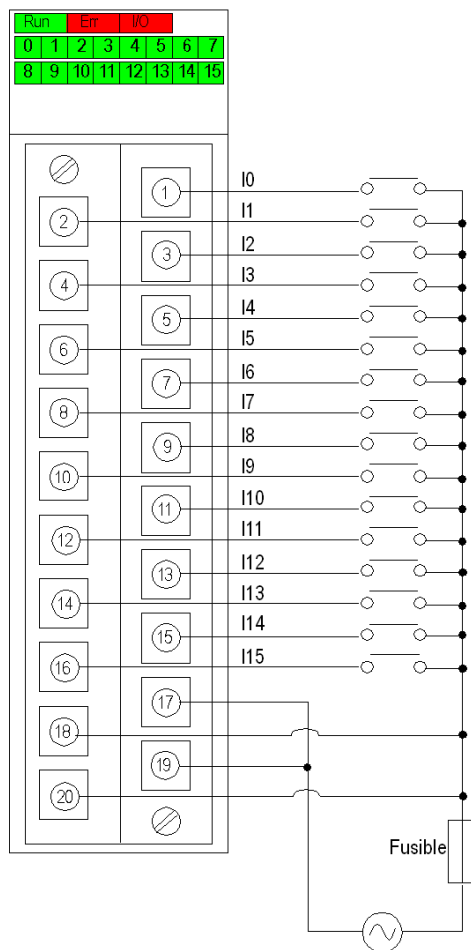 Run Err I/O
0 1 2 3 4 5 6 7
8 9 10 11 12 13 14 15
1 I0
2 I1
3 I2
4 I3
5 I4
6 I5
7 I6
8 I7
9 I8
10 I9
11 I10
12 I11
13 I12
14 I13
15 I14
16 I15
17
18
19
20
Fusible